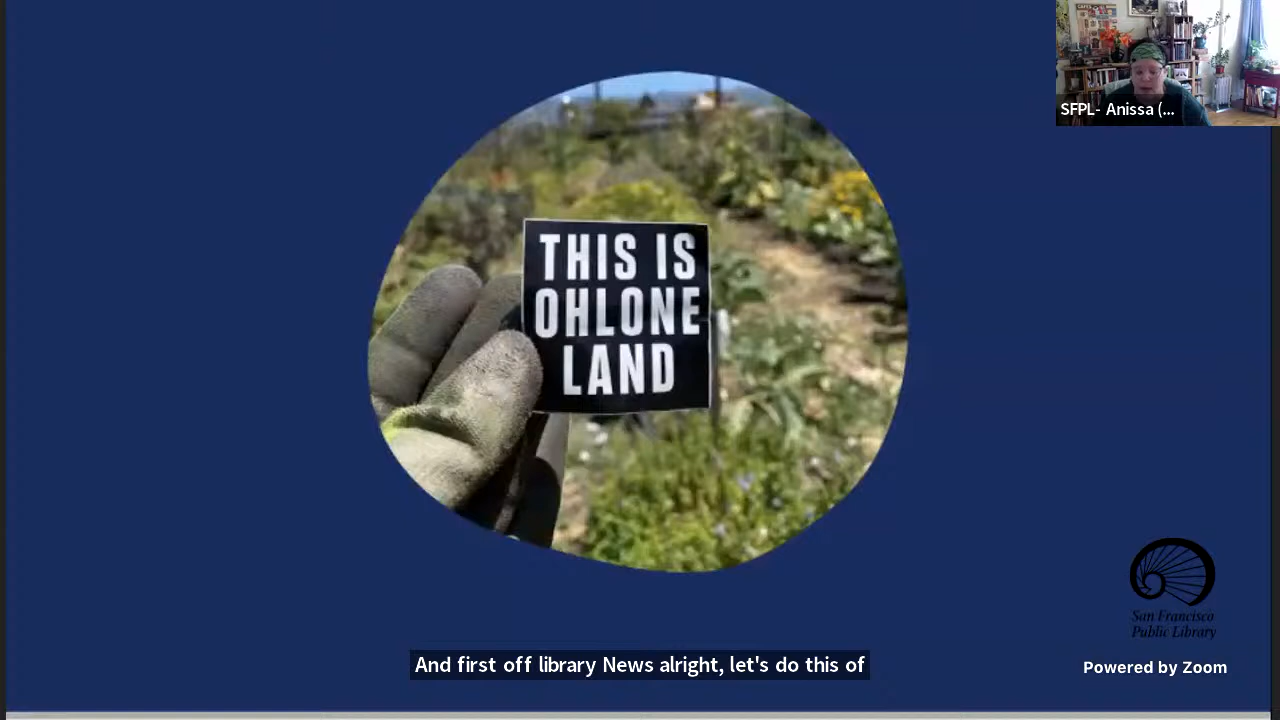 SFPL- Anissa (...
THIS IS
OHLONE
LAND
San Francisco
Public Library
And first off library News alright, let's do this of
Powered by Zoom